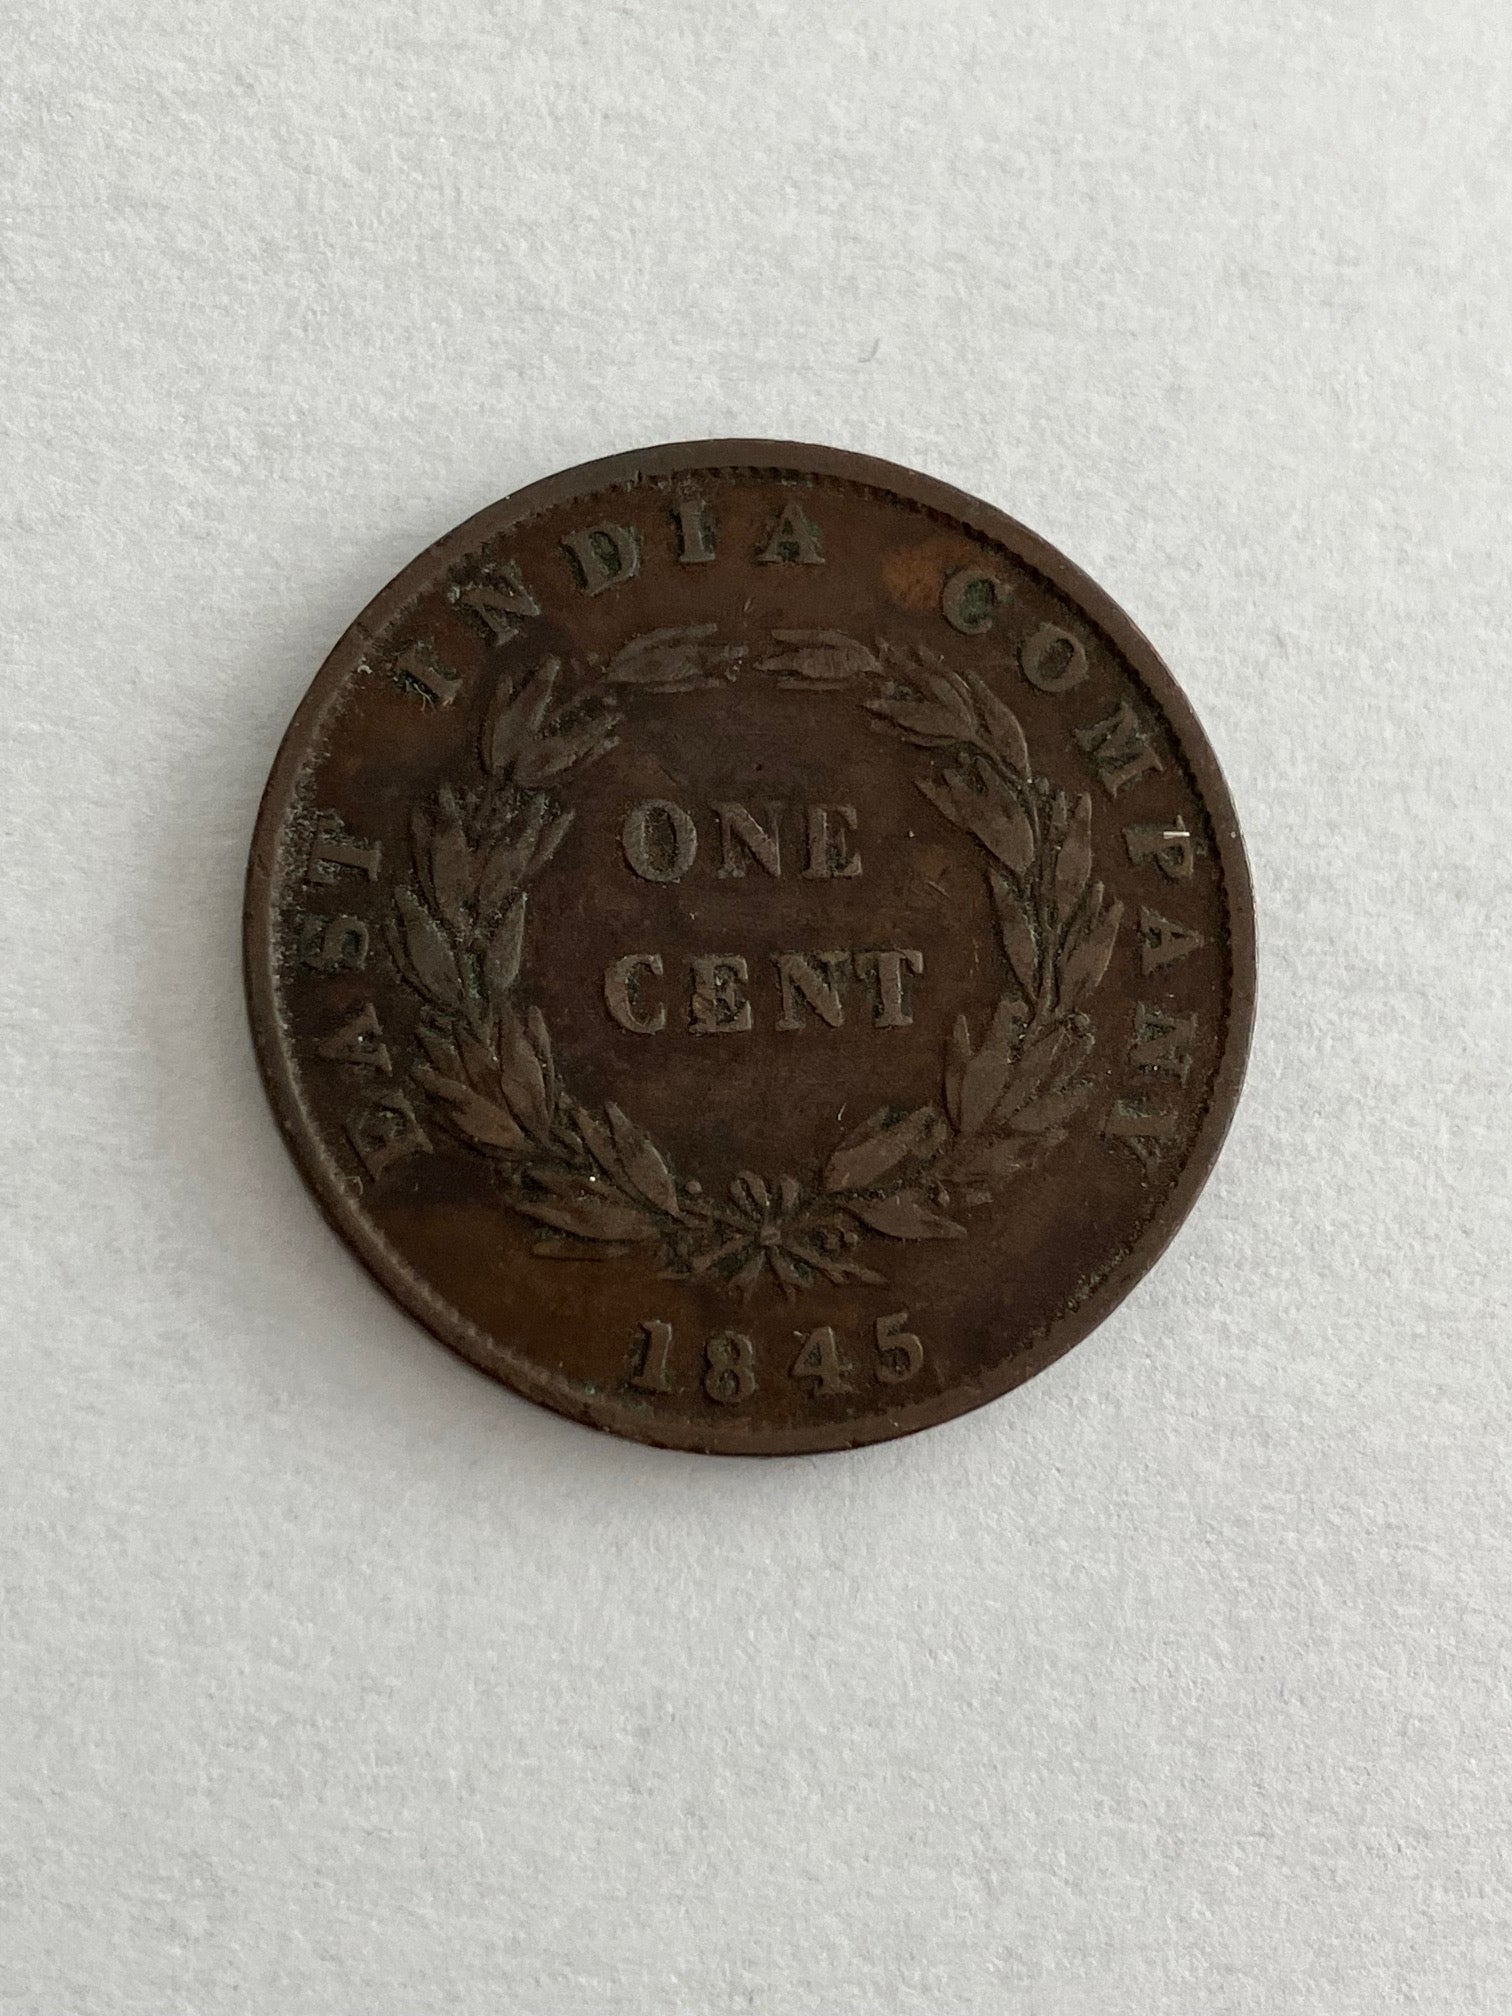 EAST INDIA COMPANY
ONE
CENT
1845